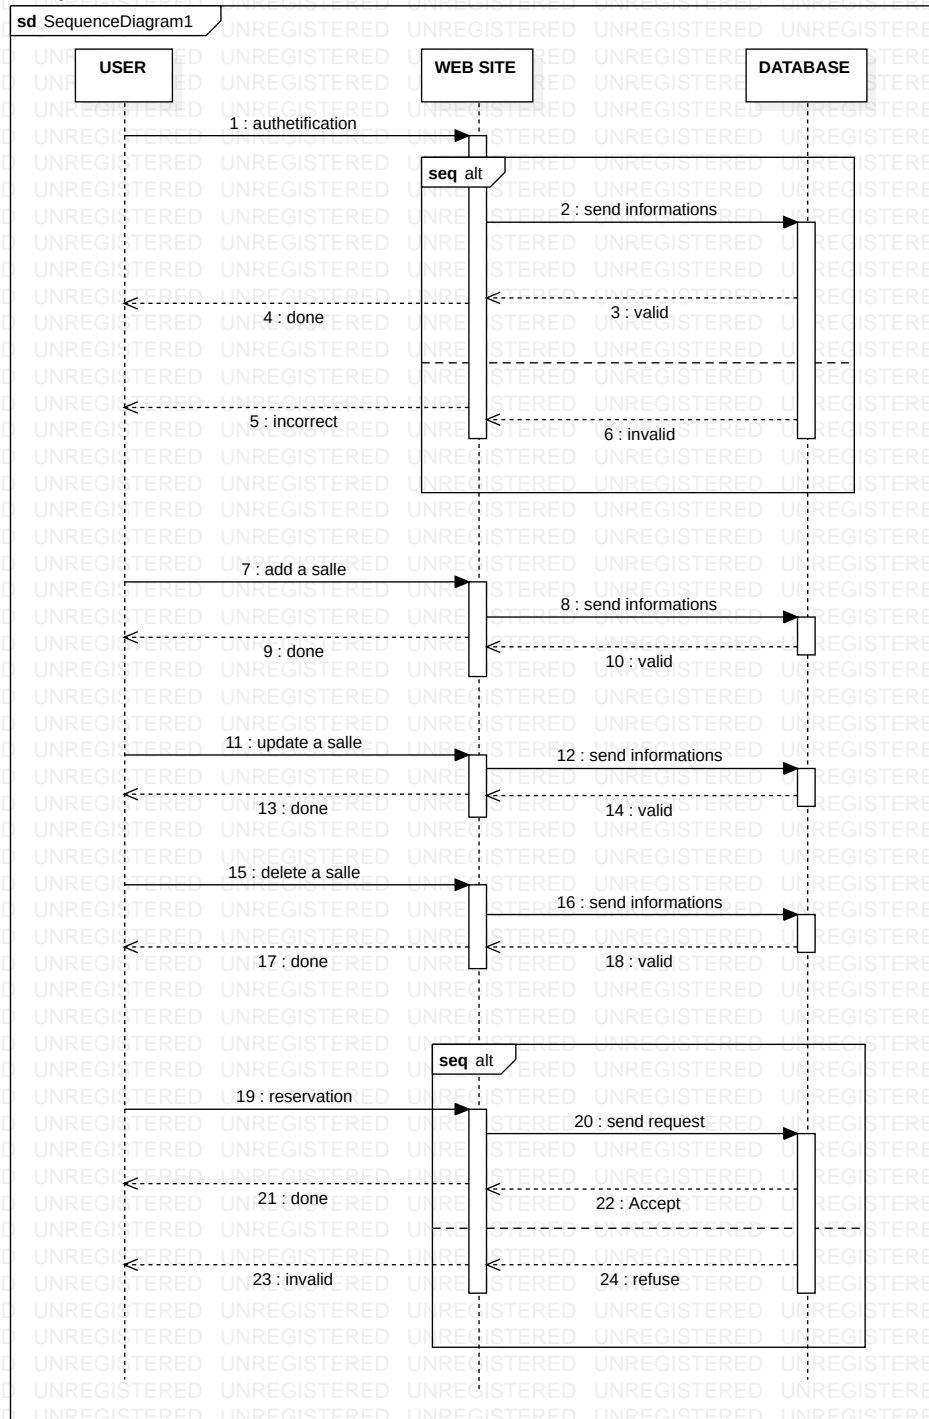 sd SequenceDiagram1
USER
WEB SITE
DATABASE
1 : authetification
seq alt
2 : send informations
3 : valid
4 : done
5 : incorrect
6 : invalid
7 : add a salle
8 : send informations
9 : done
10 : valid
11 : update a salle
12 : send informations
13 : done
14 : valid
15 : delete a salle
16 : send informations
17 : done
18 : valid
seq alt
19 : reservation
20 : send request
21 : done
22 : Accept
23 : invalid
24 : refuse
UNREGISTERED